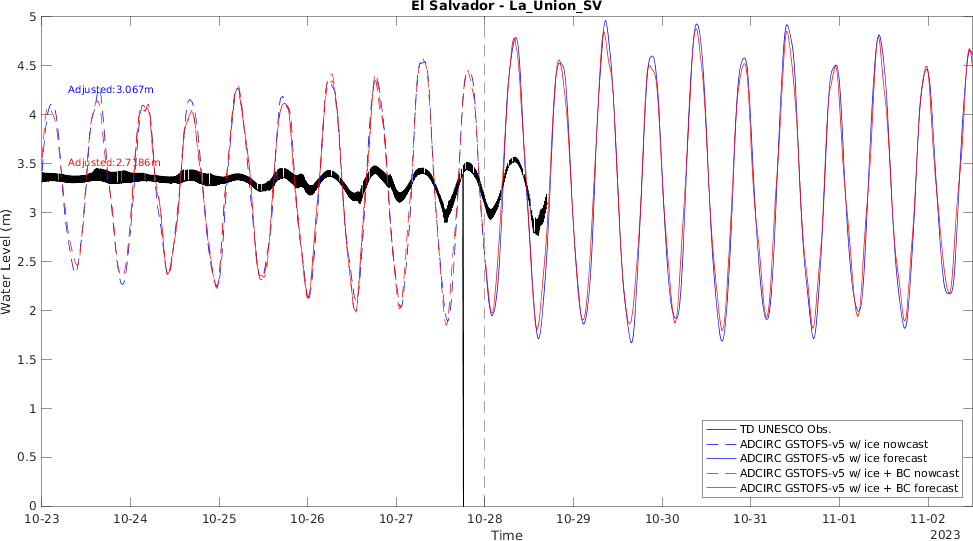 El Salvador - La_Union_SV
Water Level (m)
5
4.5
4
3.5
3
2.5
2
1.5
1
0.5
0
Adjusted:3.067m
Adjusted:2.7186m
TD UNESCO Obs.
ADCIRC GSTOFS-v5 w/ ice nowcast
ADCIRC GSTOFS-v5 w/ ice forecast
ADCIRC GSTOFS-v5 w/ ice + BC nowcast
ADCIRC GSTOFS-v5 w/ ice + BC forecast
10-23 10-24 10-25 10-26 10-27 10-28 10-29 10-30 10-31 11-01 11-02
2023
Time